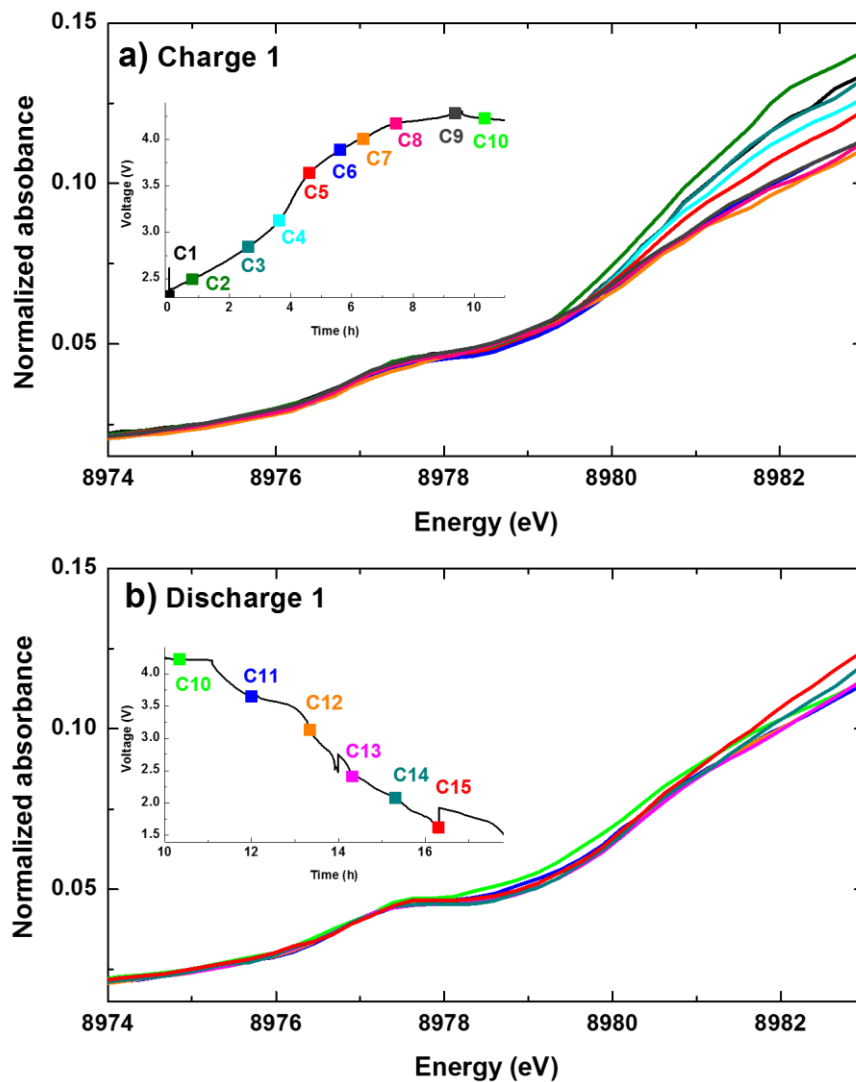 a) Charge 1
Normalized absobance
0.15
0.10
0.05
Voltage (V)
4.0
3.5
3.0
2.5
C1
C2
C3
C4
C5
C6
C7
C8
C9
C10
0 2 4 6 8 10
Time (h)
8974 8976 8978 8980 8982
Energy (eV)
b) Discharge 1
Normalized absorbance
0.15
0.10
0.05
Voltage (V)
4.0
3.5
3.0
2.5
2.0
1.5
C10
C11
C12
C13
C14
C15
10 12 14 16
Time (h)
8974 8976 8978 8980 8982
Energy (eV)